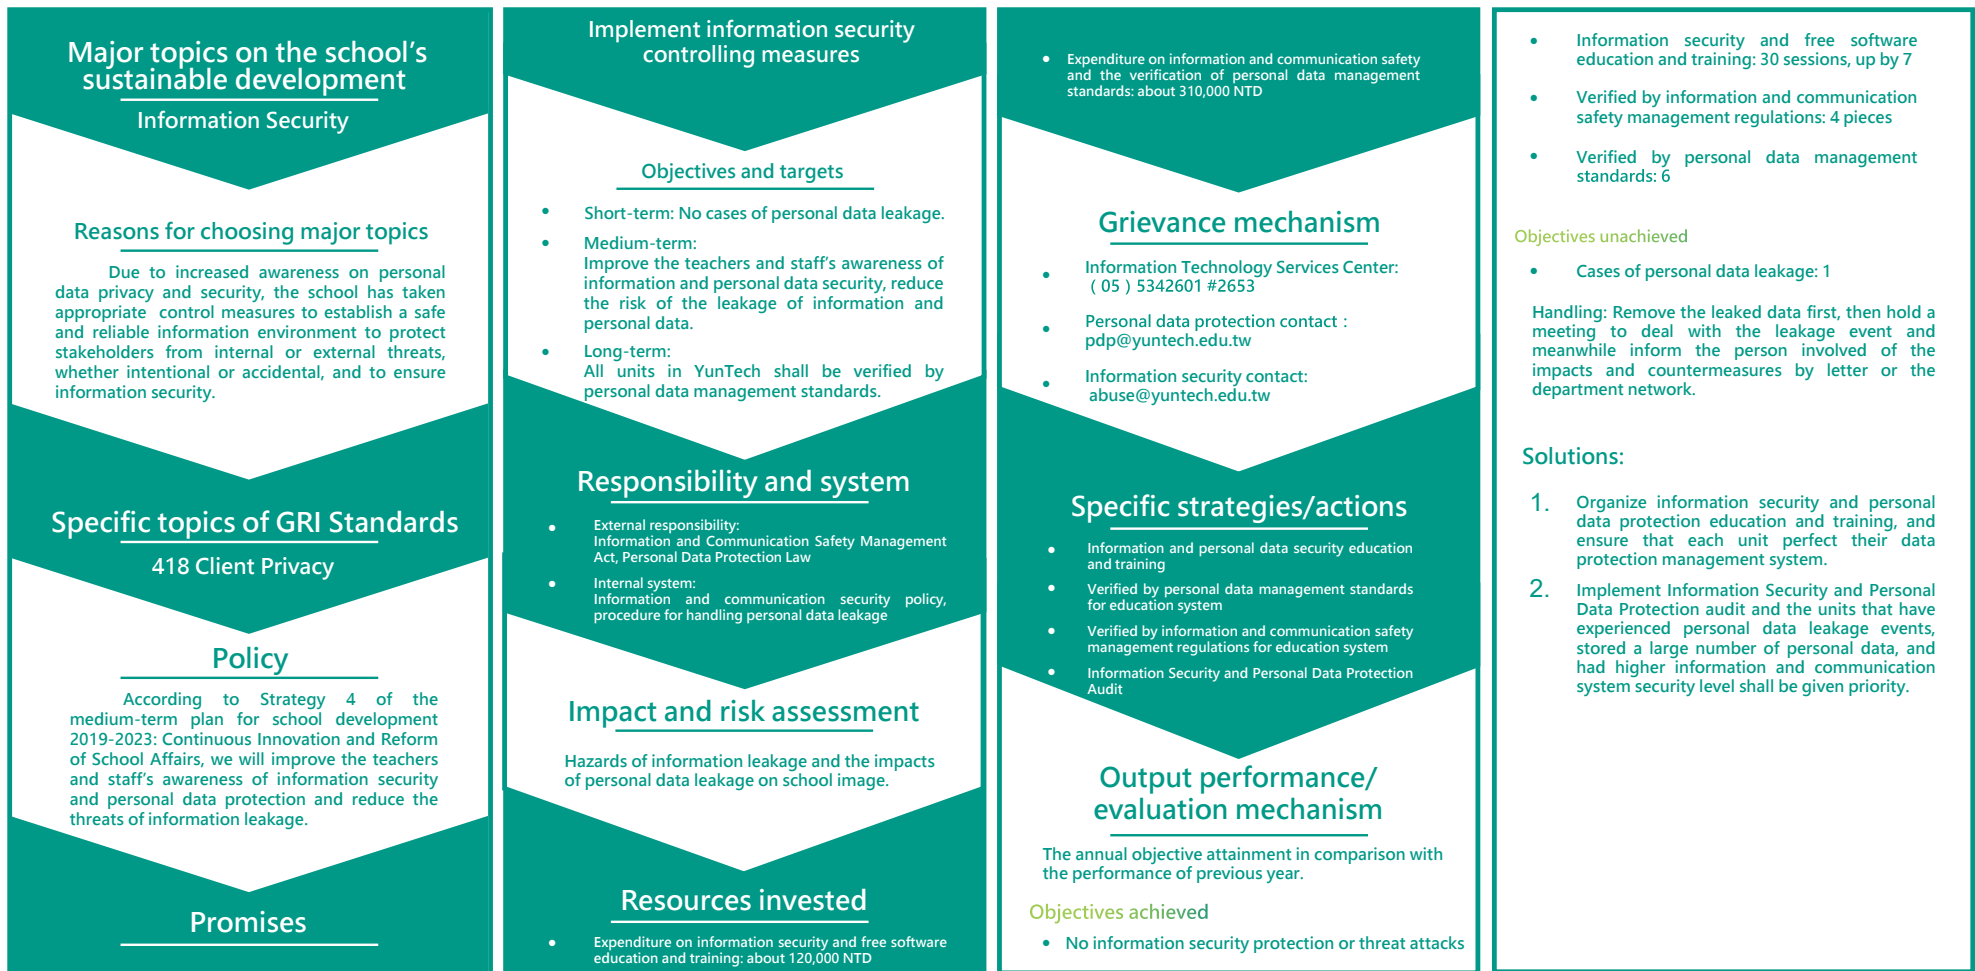 Major topics on the school's
sustainable development
Information Security
Reasons for choosing major topics
Due to increased awareness on personal
data privacy and security, the school has taken
appropriate control measures to establish a safe
and reliable information environment to protect
stakeholders from internal or external threats,
whether intentional or accidental, and to ensure
information security.
Specific topics of GRI Standards
418 Client Privacy
Policy
According to Strategy 4 of the
medium-term plan for school development
2019-2023: Continuous Innovation and Reform
of School Affairs, we will improve the teachers
and staff's awareness of information security
and personal data protection and reduce the
threats of information leakage.
Promises
Implement information security
controlling measures
Objectives and targets
• Short-term: No cases of personal data leakage.
• Medium-term:
Improve the teachers and staff's awareness of
information and personal data security, reduce
the risk of the leakage of information and
personal data.
• Long-term:
All units in YunTech shall be verified by
personal data management standards.
Responsibility and system
• External responsibility:
Information and Communication Safety Management
Act, Personal Data Protection Law
• Internal system:
Information and communication security policy,
procedure for handling personal data leakage
Impact and risk assessment
Hazards of information leakage and the impacts
of personal data leakage on school image.
Resources invested
• Expenditure on information security and free software
education and training: about 120,000 NTD
• Expenditure on information and communication safety
and the verification of personal data management
standards: about 310,000 NTD
Grievance mechanism
• Information Technology Services Center:
( 05 ) 5342601 #2653
• Personal data protection contact :
pdp@yuntech.edu.tw
• Information security contact:
abuse@yuntech.edu.tw
Specific strategies/actions
• Information and personal data security education
and training
• Verified by personal data management standards
for education system
• Verified by information and communication safety
management regulations for education system
• Information Security and Personal Data Protection
Audit
Output performance/
evaluation mechanism
The annual objective attainment in comparison with
the performance of previous year.
Objectives achieved
• No information security protection or threat attacks
• Information security and free software
education and training: 30 sessions, up by 7
• Verified by information and communication
safety management regulations: 4 pieces
• Verified by personal data management
standards: 6
Objectives unachieved
• Cases of personal data leakage: 1
Handling: Remove the leaked data first, then hold a
meeting to deal with the leakage event and
meanwhile inform the person involved of the
impacts and countermeasures by letter or the
department network.
Solutions:
1. Organize information security and personal
data protection education and training, and
ensure that each unit perfect their data
protection management system.
2. Implement Information Security and Personal
Data Protection audit and the units that have
experienced personal data leakage events,
stored a large number of personal data, and
had higher information and communication
system security level shall be given priority.